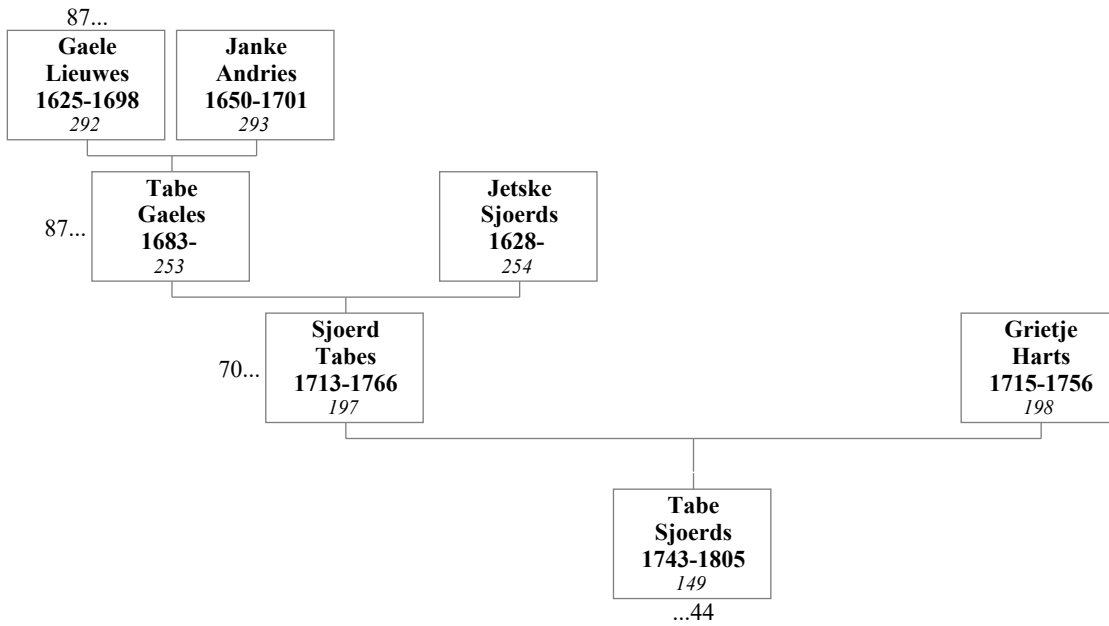 87...
Gaele
Lieuwes
1625-1698
292
Janke
Andries
1650-1701
293
87...
Tabe
Gaeles
1683-
253
Jetske
Sjoerds
1628-
254
70...
Sjoerd
Tabes
1713-1766
197
Grietje
Harts
1715-1756
198
Tabe
Sjoerds
1743-1805
149
...44